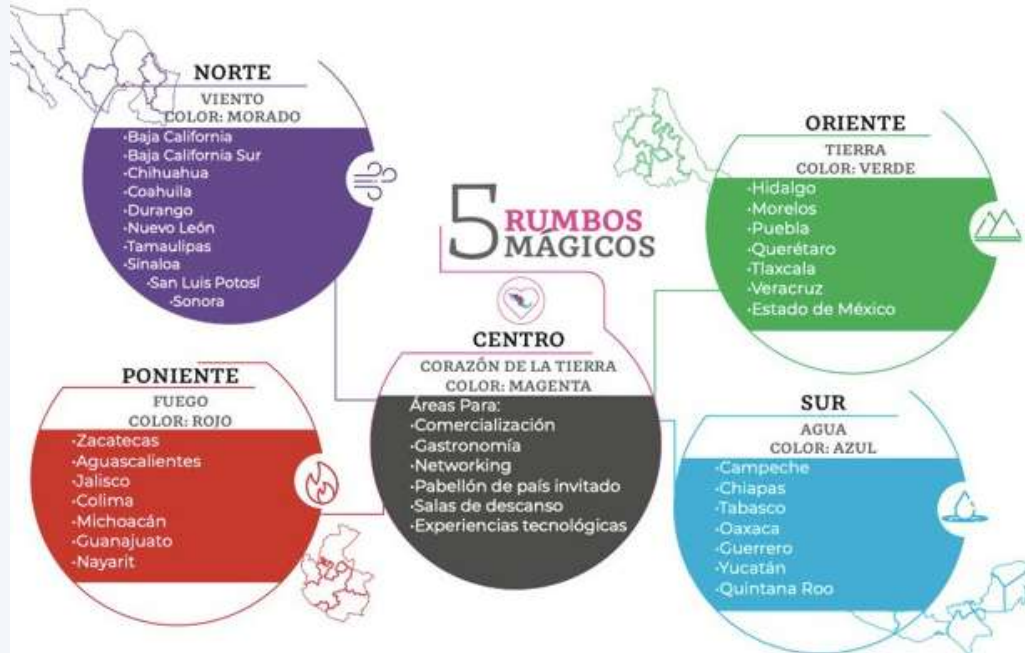 NORTE
VIENTO
COLOR: MORADO
·Baja California
·Baja California Sur
·Chihuahua
·Coahuila
·Durango
·Nuevo León
·Tamaulipas
·Sinaloa
·San Luis Potosí
·Sonora
5 RUMBOS
MÁGICOS
ORIENTE
TIERRA
COLOR: VERDE
·Hidalgo
·Morelos
·Puebla
·Querétaro
·Tlaxcala
·Veracruz
·Estado de México
CENTRO
CORAZÓN DE LA TIERRA
COLOR: MAGENTA
Áreas Para:
·Comercialización
·Gastronomía
·Networking
·Pabellón de país invitado
·Salas de descanso
·Experiencias tecnológicas
PONIENTE
FUEGO
COLOR: ROJO
·Zacatecas
·Aguascalientes
·Jalisco
·Colima
·Michoacán
·Guanajuato
·Nayarit
SUR
AGUA
COLOR: AZUL
·Campeche
·Chiapas
·Tabasco
·Oaxaca
·Guerrero
·Yucatán
·Quintana Roo